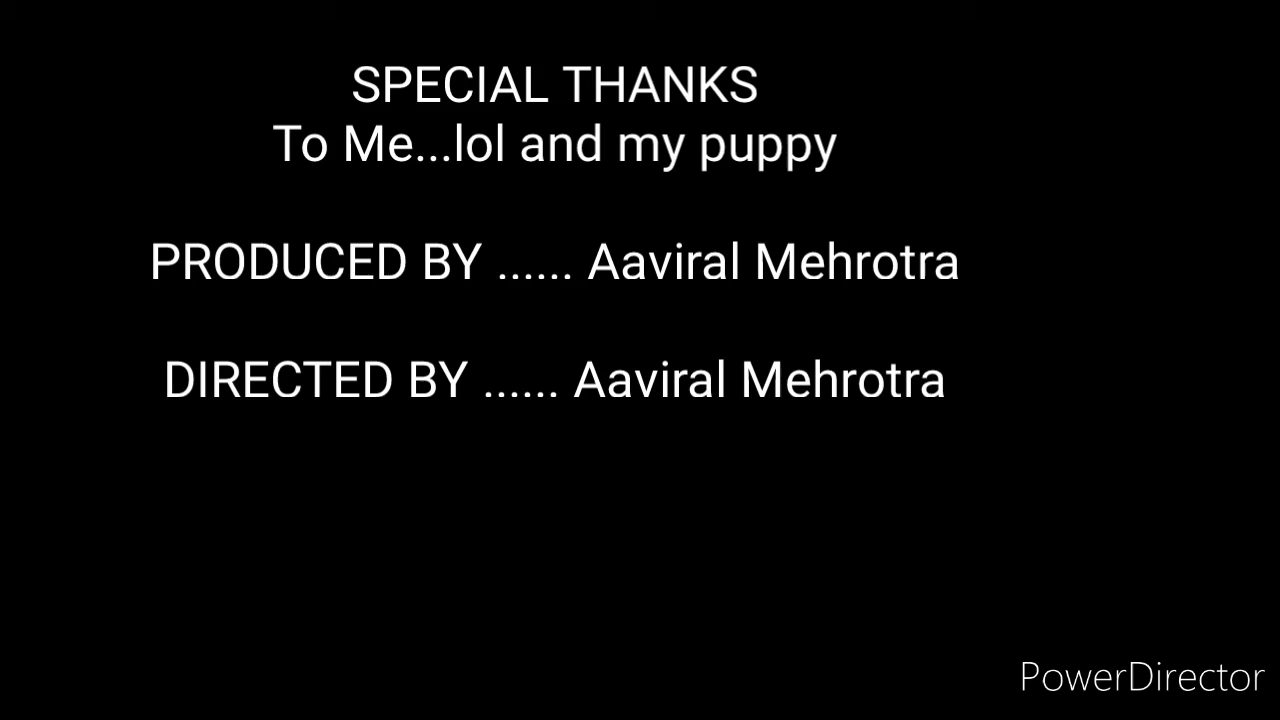 SPECIAL THANKS
To Me...lol and my puppy
PRODUCED BY ...... Aaviral Mehrotra
DIRECTED BY ...... Aaviral Mehrotra
PowerDirector